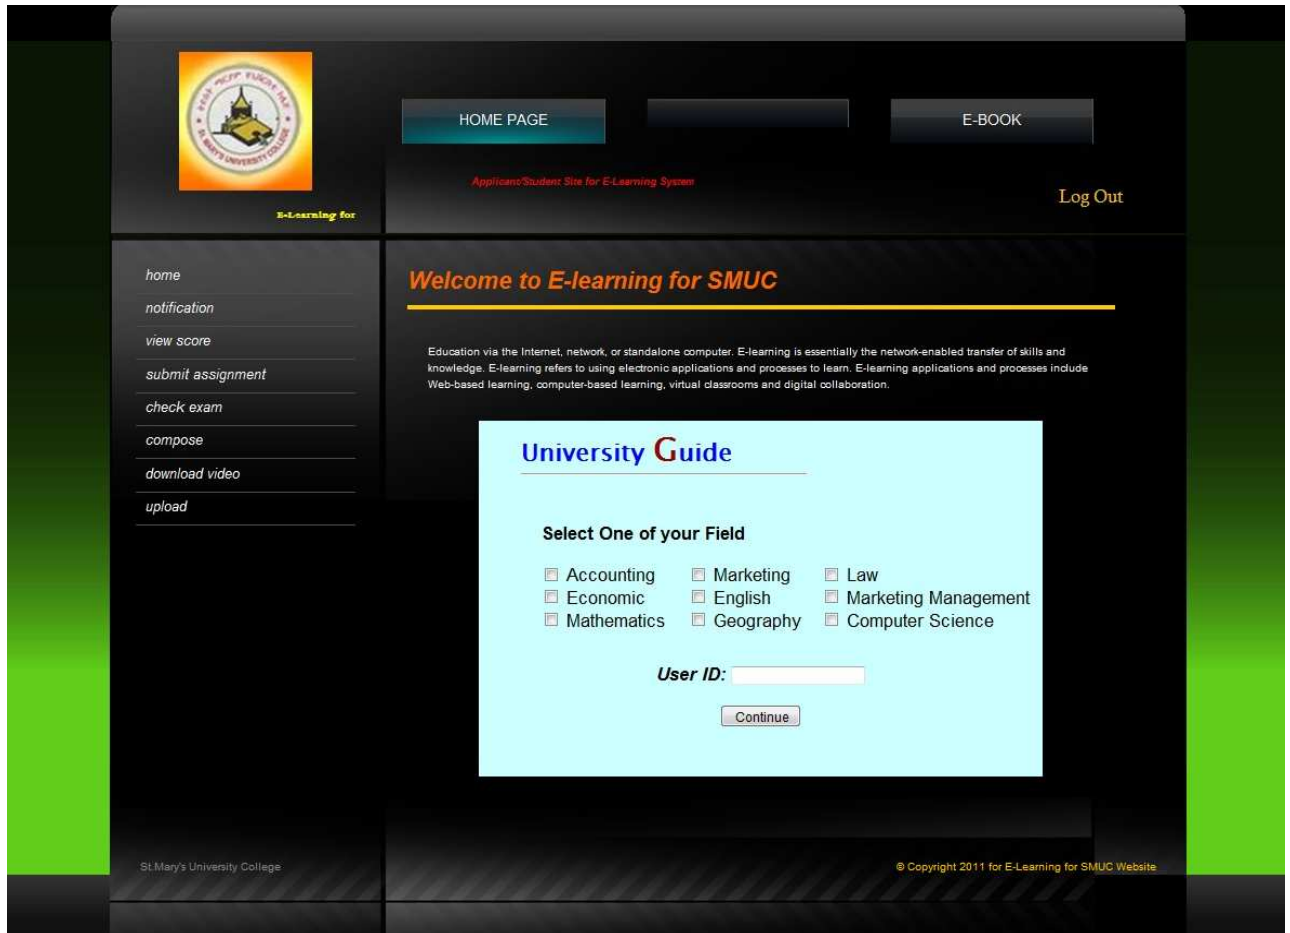 ST. MARY'S UNIVERSITY COLLEGE
HOME PAGE
E-BOOK
Applicant/Student Site for E-Learning System
Log Out
E-Learning for
home
notification
view score
submit assignment
check exam
compose
download video
upload
Welcome to E-learning for SMUC
Education via the Internet, network, or standalone computer. E-learning is essentially the network-enabled transfer of skills and
knowledge. E-learning refers to using electronic applications and processes to learn. E-learning applications and processes include
Web-based learning, computer-based learning, virtual classrooms and digital collaboration.
University Guide
Select One of your Field
Accounting Marketing Law
Economic English Marketing Management
Mathematics Geography Computer Science
User ID:
Continue
St.Mary's University College
© Copyright 2011 for E-Learning for SMUC Website